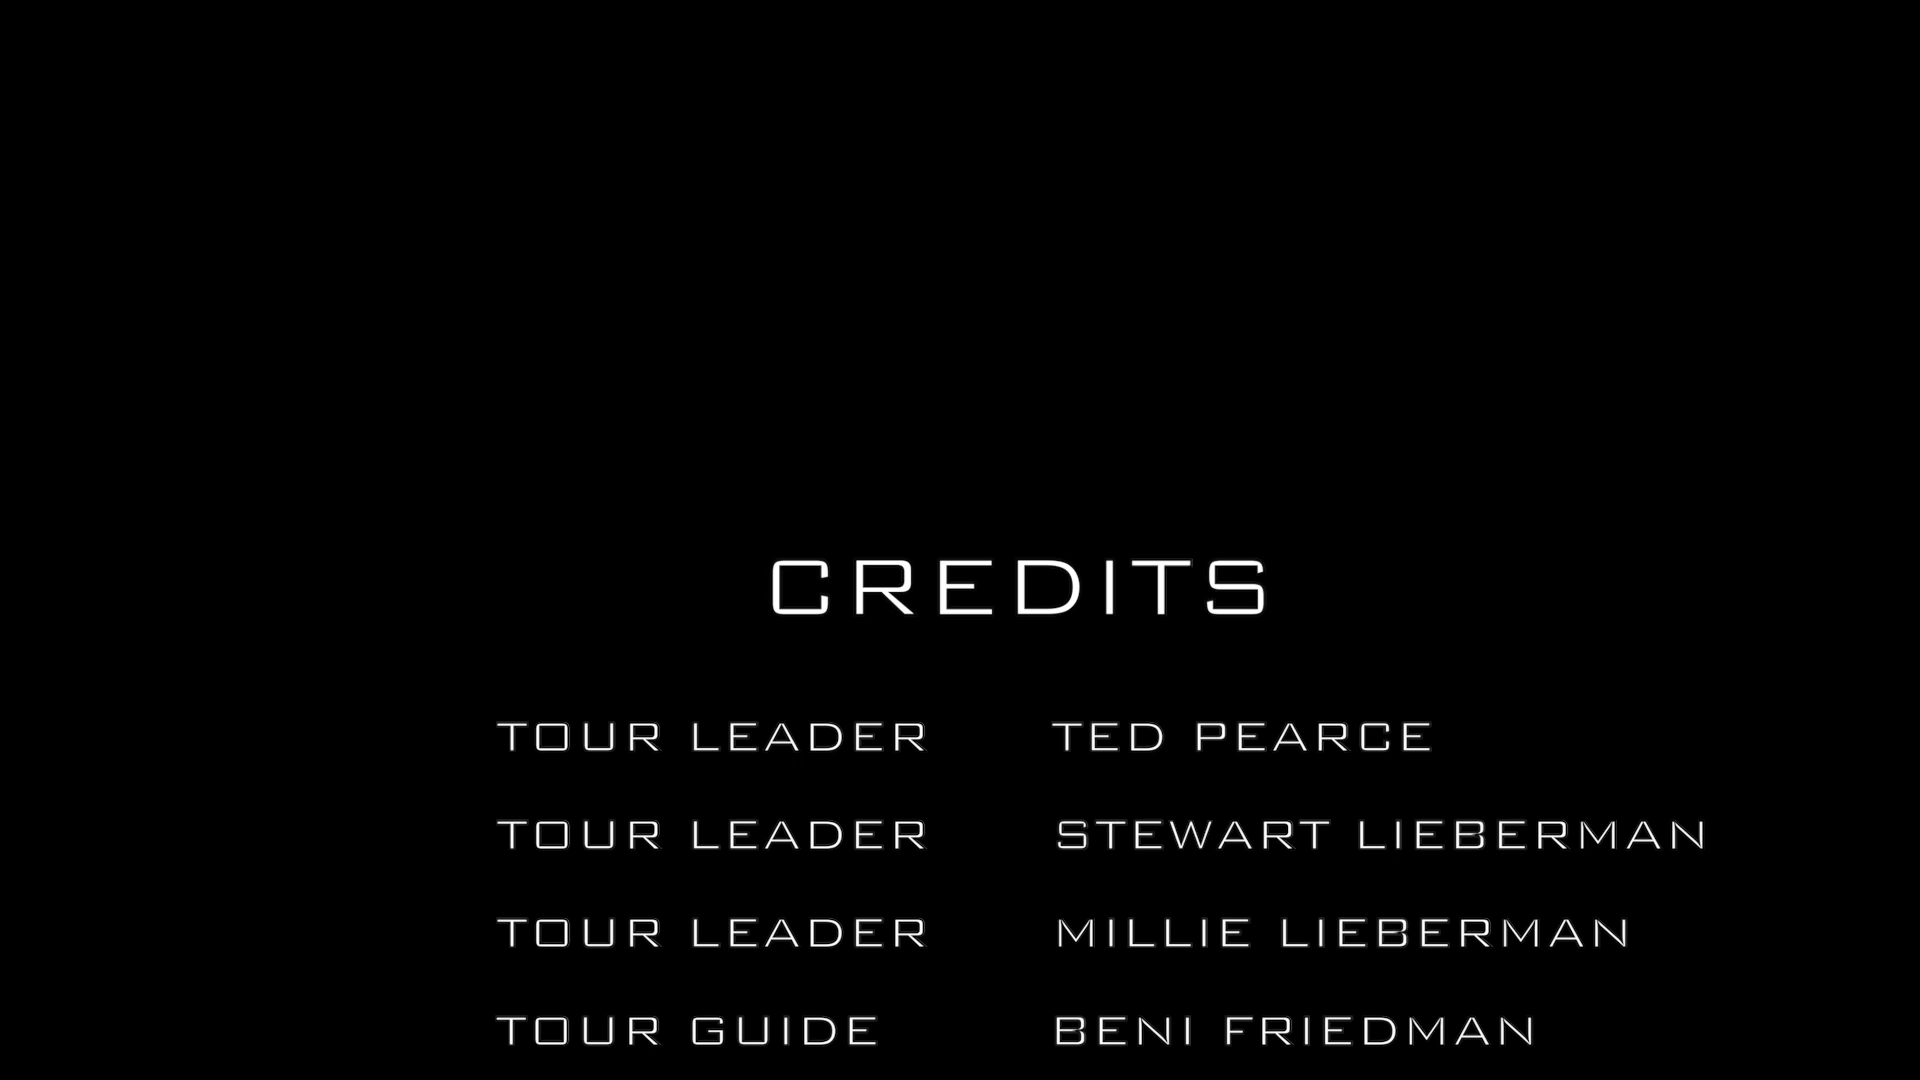 CREDITS
TOUR LEADER TED PEARCE
TOUR LEADER STEWART LIEBERMAN
TOUR LEADER MILLIE LIEBERMAN
TOUR GUIDE BENI FRIEDMAN